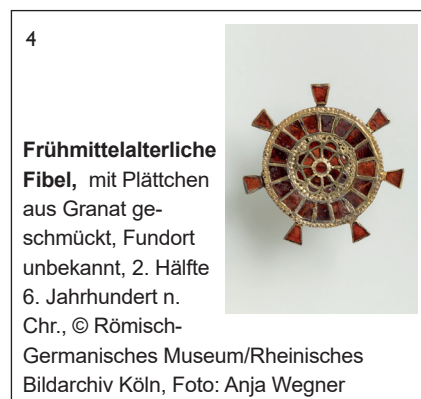 4
Frühmittelalterliche
Fibel, mit Plättchen
aus Granat ge-
schmückt, Fundort
unbekannt, 2. Hälfte
6. Jahrhundert n.
Chr., © Römisch-
Germanisches Museum/Rheinisches
Bildarchiv Köln, Foto: Anja Wegner